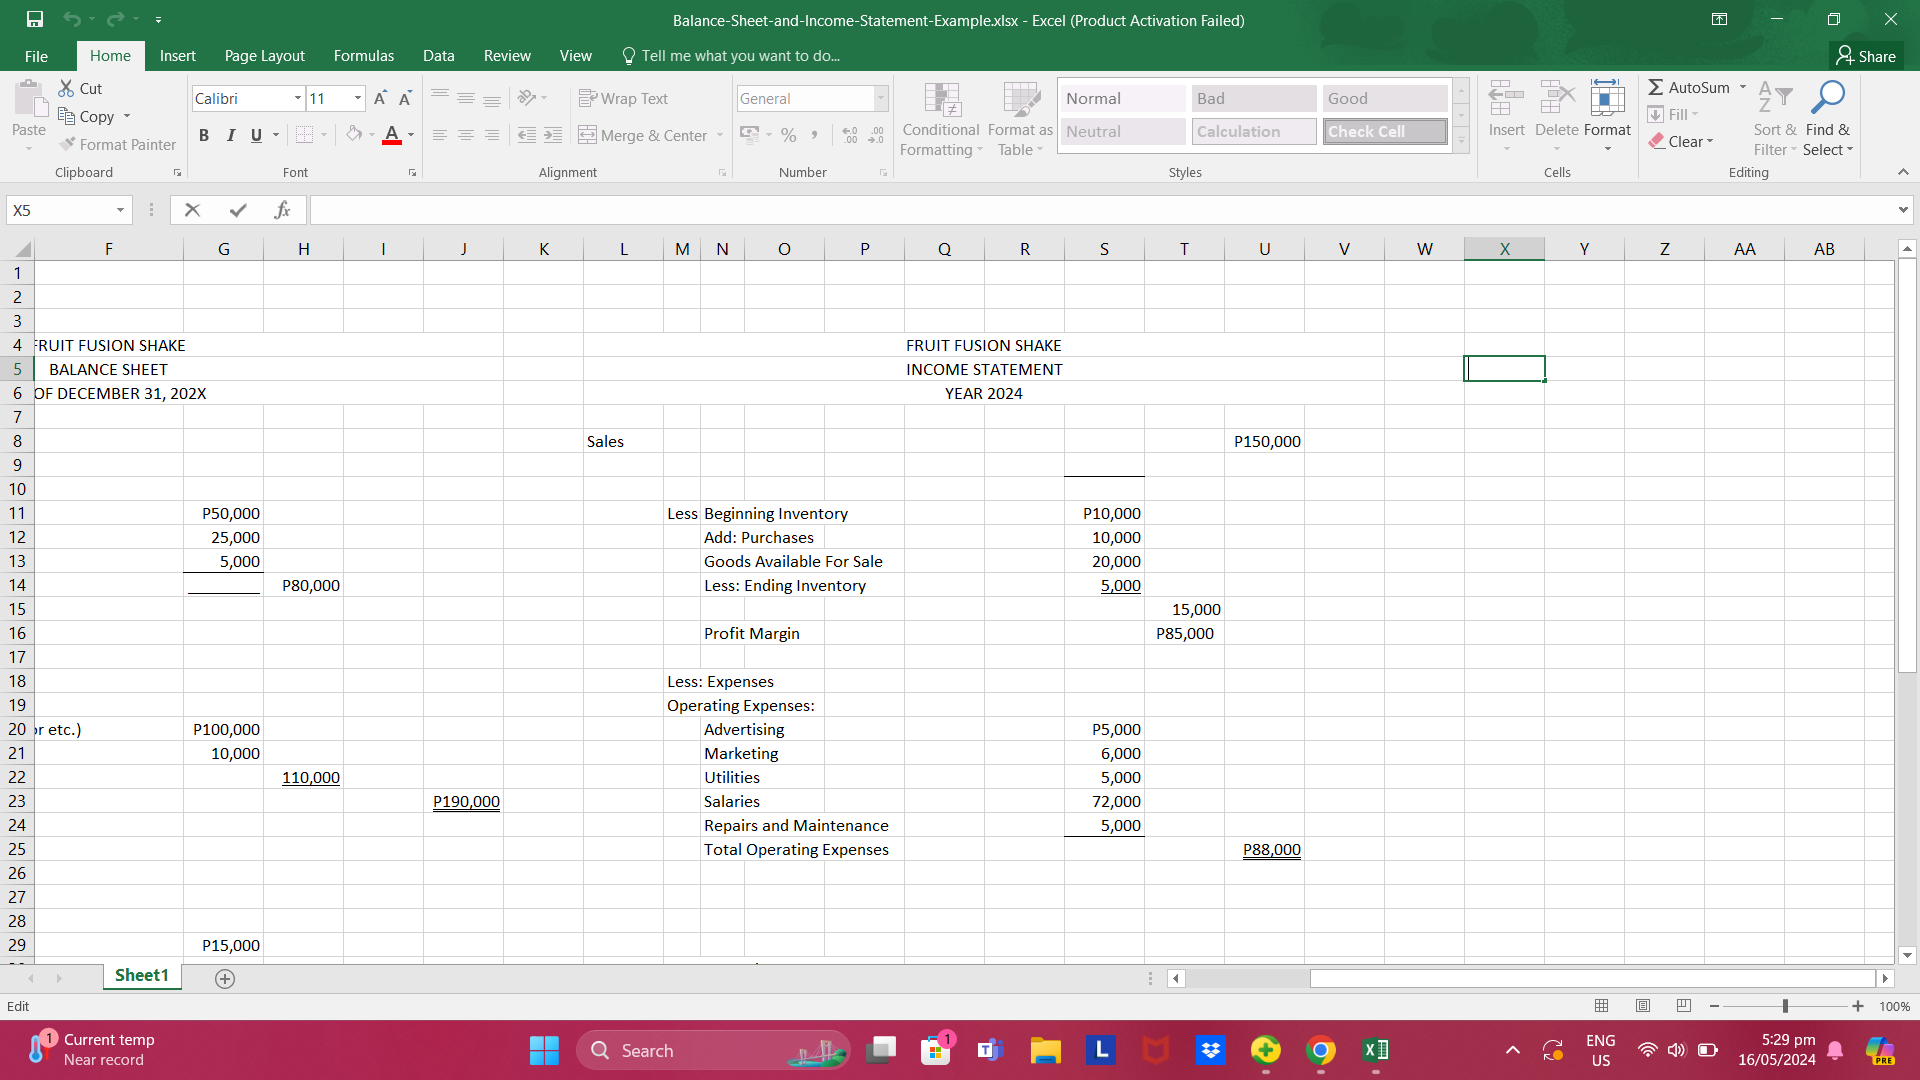 Balance-Sheet-and-Income-Statement-Example.xlsx - Excel (Product Activation Failed)
File Home Insert Page Layout Formulas Data Review View Tell me what you want to do... Share
Paste Cut Copy Format Painter Clipboard
Calibri 11 B I U A Font
Wrap Text Merge & Center Alignment
General % Number
Conditional Formatting Format as Table
Normal Bad Good
Neutral Calculation Check Cell
Styles
Insert Delete Format Cells
AutoSum Fill Clear Sort & Filter Find & Select Editing
X5 fx
F G H I J K L M N O P Q R S T U V W X Y Z AA AB
1
2
3
4 FRUIT FUSION SHAKE FRUIT FUSION SHAKE
5 BALANCE SHEET INCOME STATEMENT
6 OF DECEMBER 31, 202X YEAR 2024
7
8 Sales P150,000
9
10
11 P50,000 Less Beginning Inventory P10,000
12 25,000 Add: Purchases 10,000
13 5,000 Goods Available For Sale 20,000
14 P80,000 Less: Ending Inventory 5,000
15 15,000
16 Profit Margin P85,000
17
18 Less: Expenses
19 Operating Expenses:
20 or etc.) P100,000 Advertising P5,000
21 10,000 Marketing 6,000
22 110,000 Utilities 5,000
23 P190,000 Salaries 72,000
24 Repairs and Maintenance 5,000
25 Total Operating Expenses P88,000
26
27
28
29 P15,000
Sheet1
Edit 100%
1 Current temp
Near record
Search
1
ENG
US
5:29 pm
16/05/2024
PRE